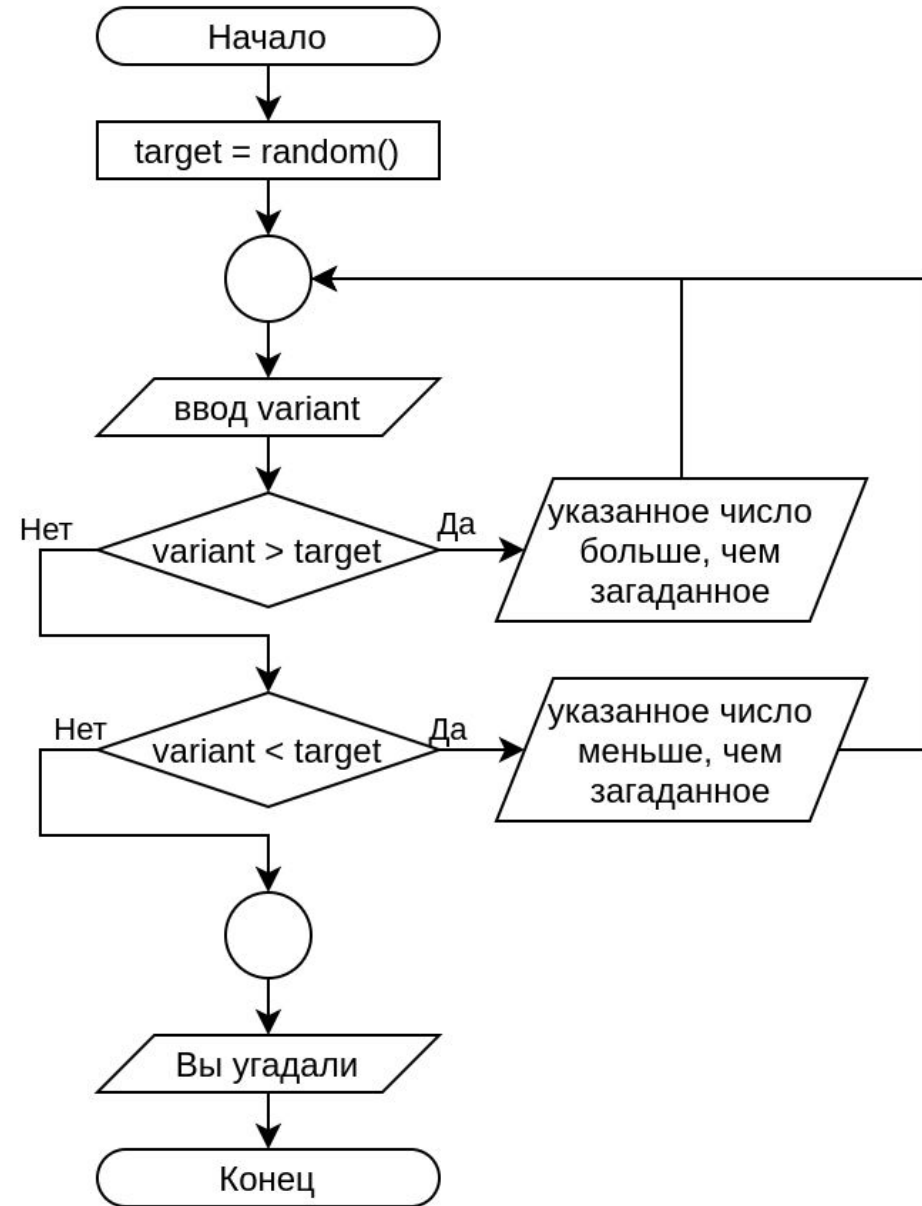 Начало
target = random()
ввод variant
Нет
variant > target
Да
указанное число
больше, чем
загаданное
Нет
variant < target
Да
указанное число
меньше, чем
загаданное
Вы угадали
Конец